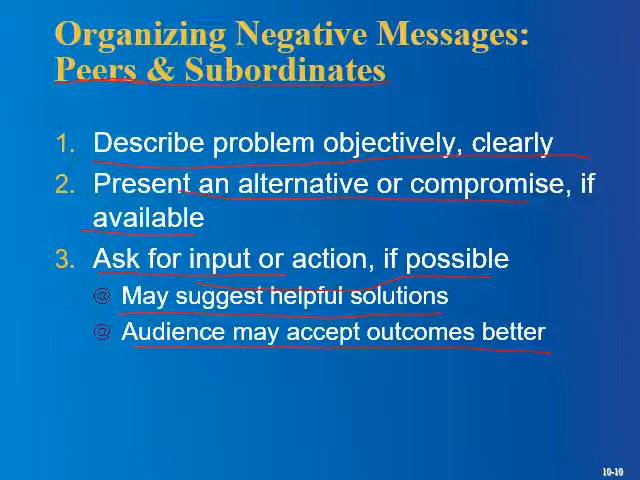 Organizing Negative Messages:
Peers & Subordinates
1. Describe problem objectively, clearly
2. Present an alternative or compromise, if
available
3. Ask for input or action, if possible
@ May suggest helpful solutions
@ Audience may accept outcomes better
10-10